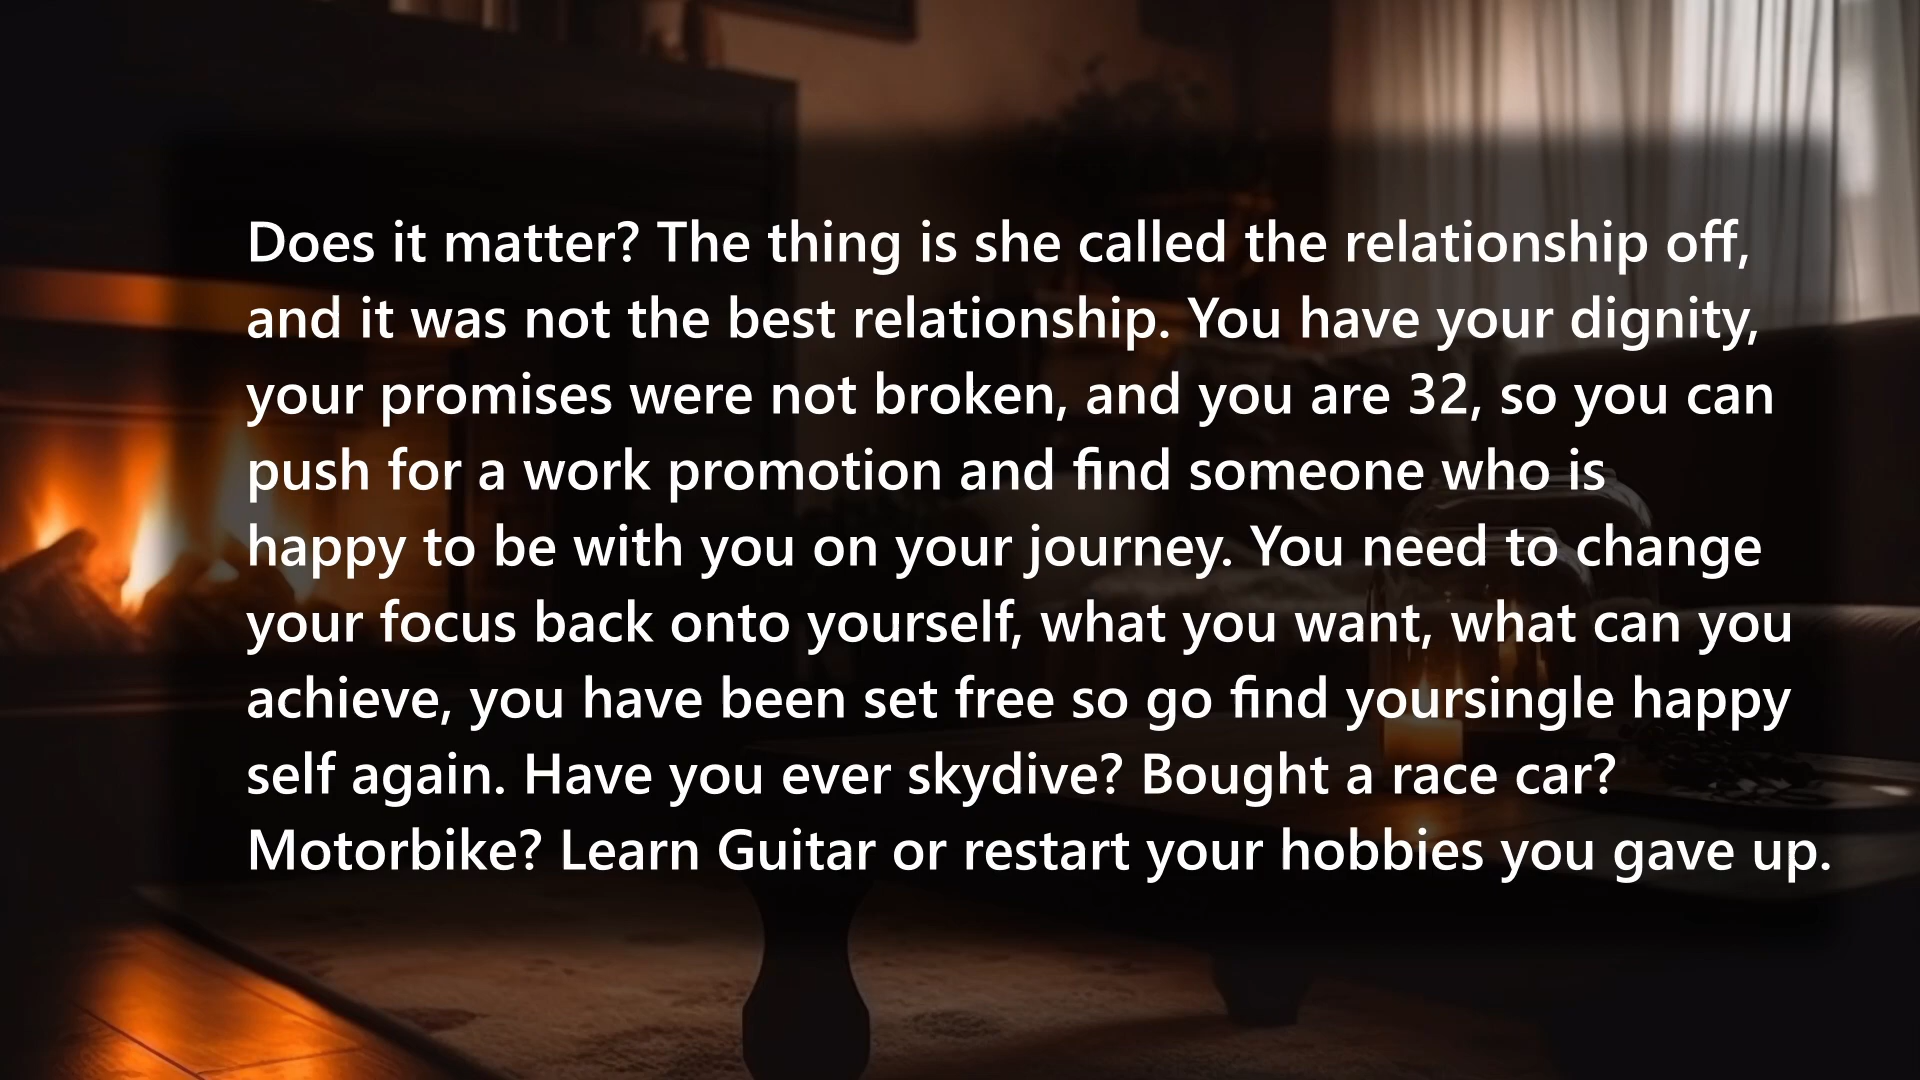 Does it matter? The thing is she called the relationship off,
and it was not the best relationship. You have your dignity,
your promises were not broken, and you are 32, so you can
push for a work promotion and find someone who is
happy to be with you on your journey. You need to change
your focus back onto yourself, what you want, what can you
achieve, you have been set free so go find yoursingle happy
self again. Have you ever skydive? Bought a race car?
Motorbike? Learn Guitar or restart your hobbies you gave up.